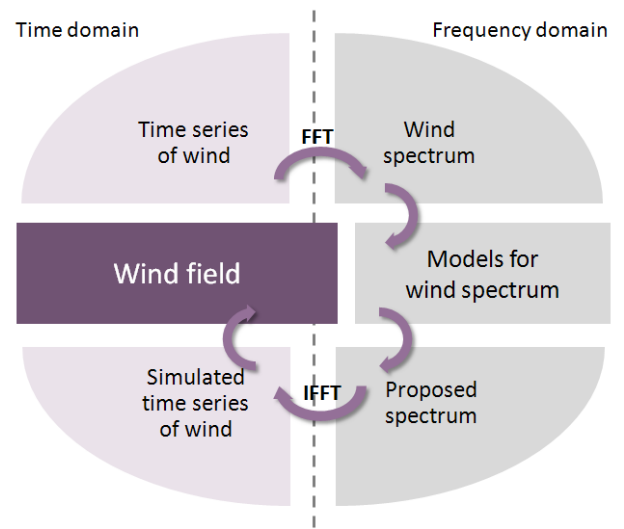 Time domain
Frequency domain
Time series
of wind
FFT
Wind
spectrum
Wind field
Models for
wind spectrum
Simulated
time series
of wind
IFFT
Proposed
spectrum